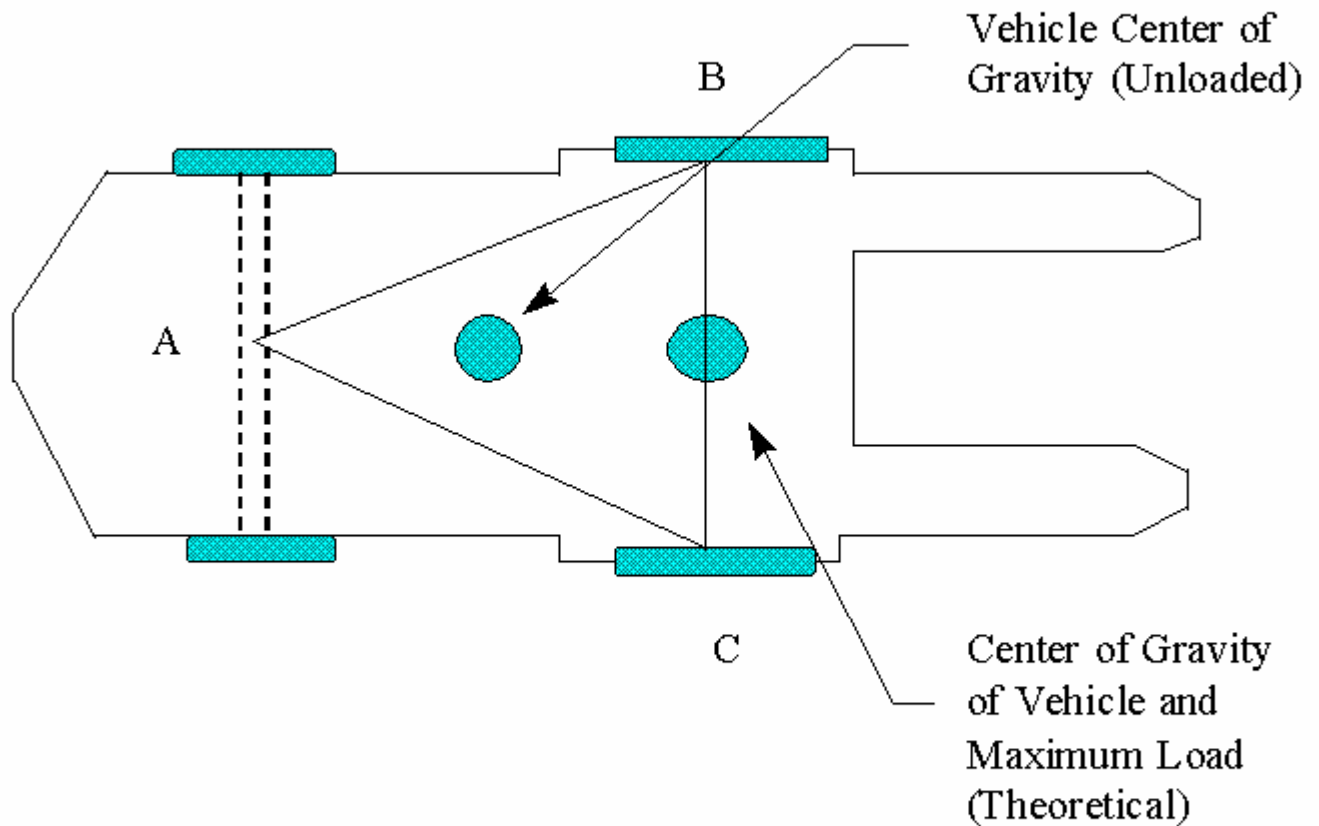 Vehicle Center of
Gravity (Unloaded)
B
A
C
Center of Gravity
of Vehicle and
Maximum Load
(Theoretical)